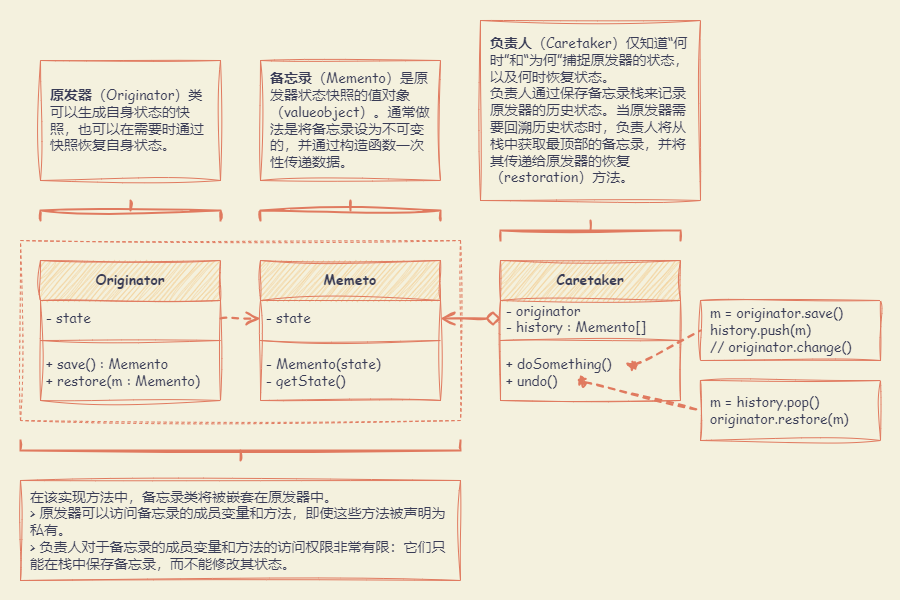 原发器（Originator）类
可以生成自身状态的快
照，也可以在需要时通过
快照恢复自身状态。
备忘录（Memento）是原
发器状态快照的值对象
（valueobject）。通常做
法是将备忘录设为不可变
的，并通过构造函数一次
性传递数据。
负责人（Caretaker）仅知道“何
时”和“为何”捕捉原发器的状态，
以及何时恢复状态。
负责人通过保存备忘录栈来记录
原发器的历史状态。当原发器需
要回溯历史状态时，负责人将从
栈中获取最顶部的备忘录，并将
其传递给原发器的恢复
（restoration）方法。
Originator
- state
+ save() : Memento
+ restore(m : Memento)
Memeto
- state
- Memento(state)
- getState()
Caretaker
- originator
- history : Memento[]
+ doSomething()
+ undo()
m = originator.save()
history.push(m)
// originator.change()
m = history.pop()
originator.restore(m)
在该实现方法中，备忘录类将被嵌套在原发器中。
> 原发器可以访问备忘录的成员变量和方法，即使这些方法被声明为
私有。
> 负责人对于备忘录的成员变量和方法的访问权限非常有限：它们只
能在栈中保存备忘录，而不能修改其状态。